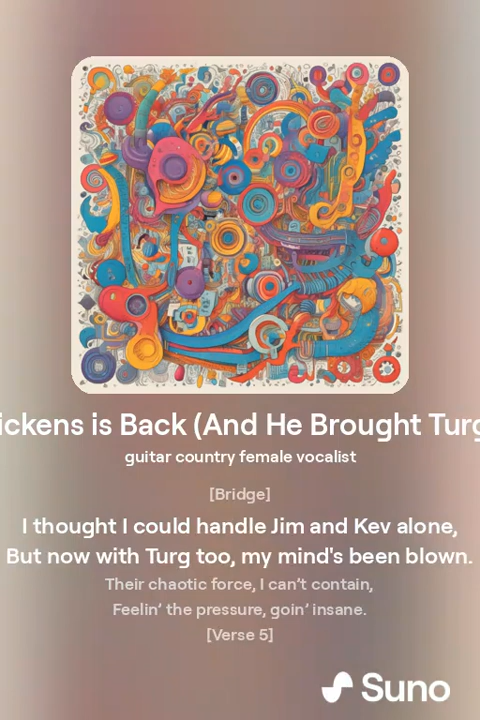 ickens is Back (And He Brought Turg
guitar country female vocalist
[Bridge]
I thought I could handle Jim and Kev alone,
But now with Turg too, my mind's been blown.
Their chaotic force, I can’t contain,
Feelin’ the pressure, goin’ insane.
[Verse 5]
Suno